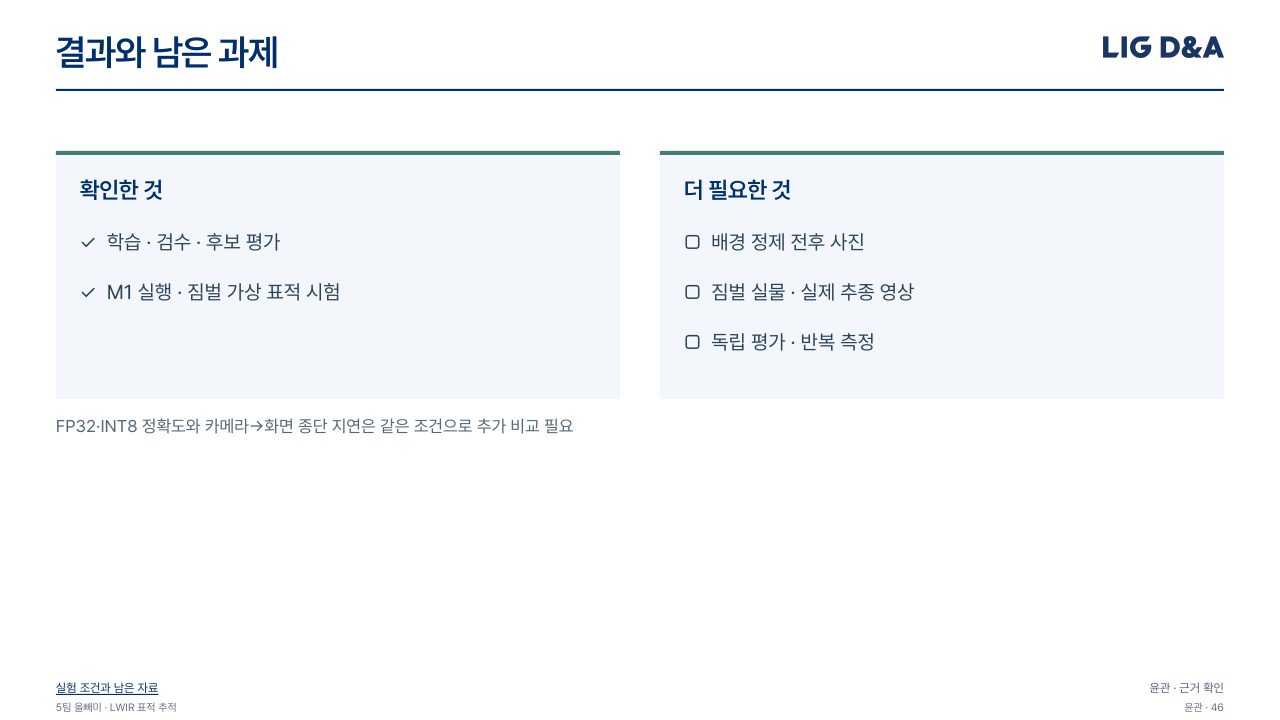 결과와 남은 과제
LIG D&A
확인한 것
✓ 학습 · 검수 · 후보 평가
✓ M1 실행 · 짐벌 가상 표적 시험
더 필요한 것
▢ 배경 정제 전후 사진
▢ 짐벌 실물 · 실제 추종 영상
▢ 독립 평가 · 반복 측정
FP32·INT8 정확도와 카메라→화면 종단 지연은 같은 조건으로 추가 비교 필요
실험 조건과 남은 자료
윤관 · 근거 확인
5팀 올빼미 · LWIR 표적 추적
윤관 · 46